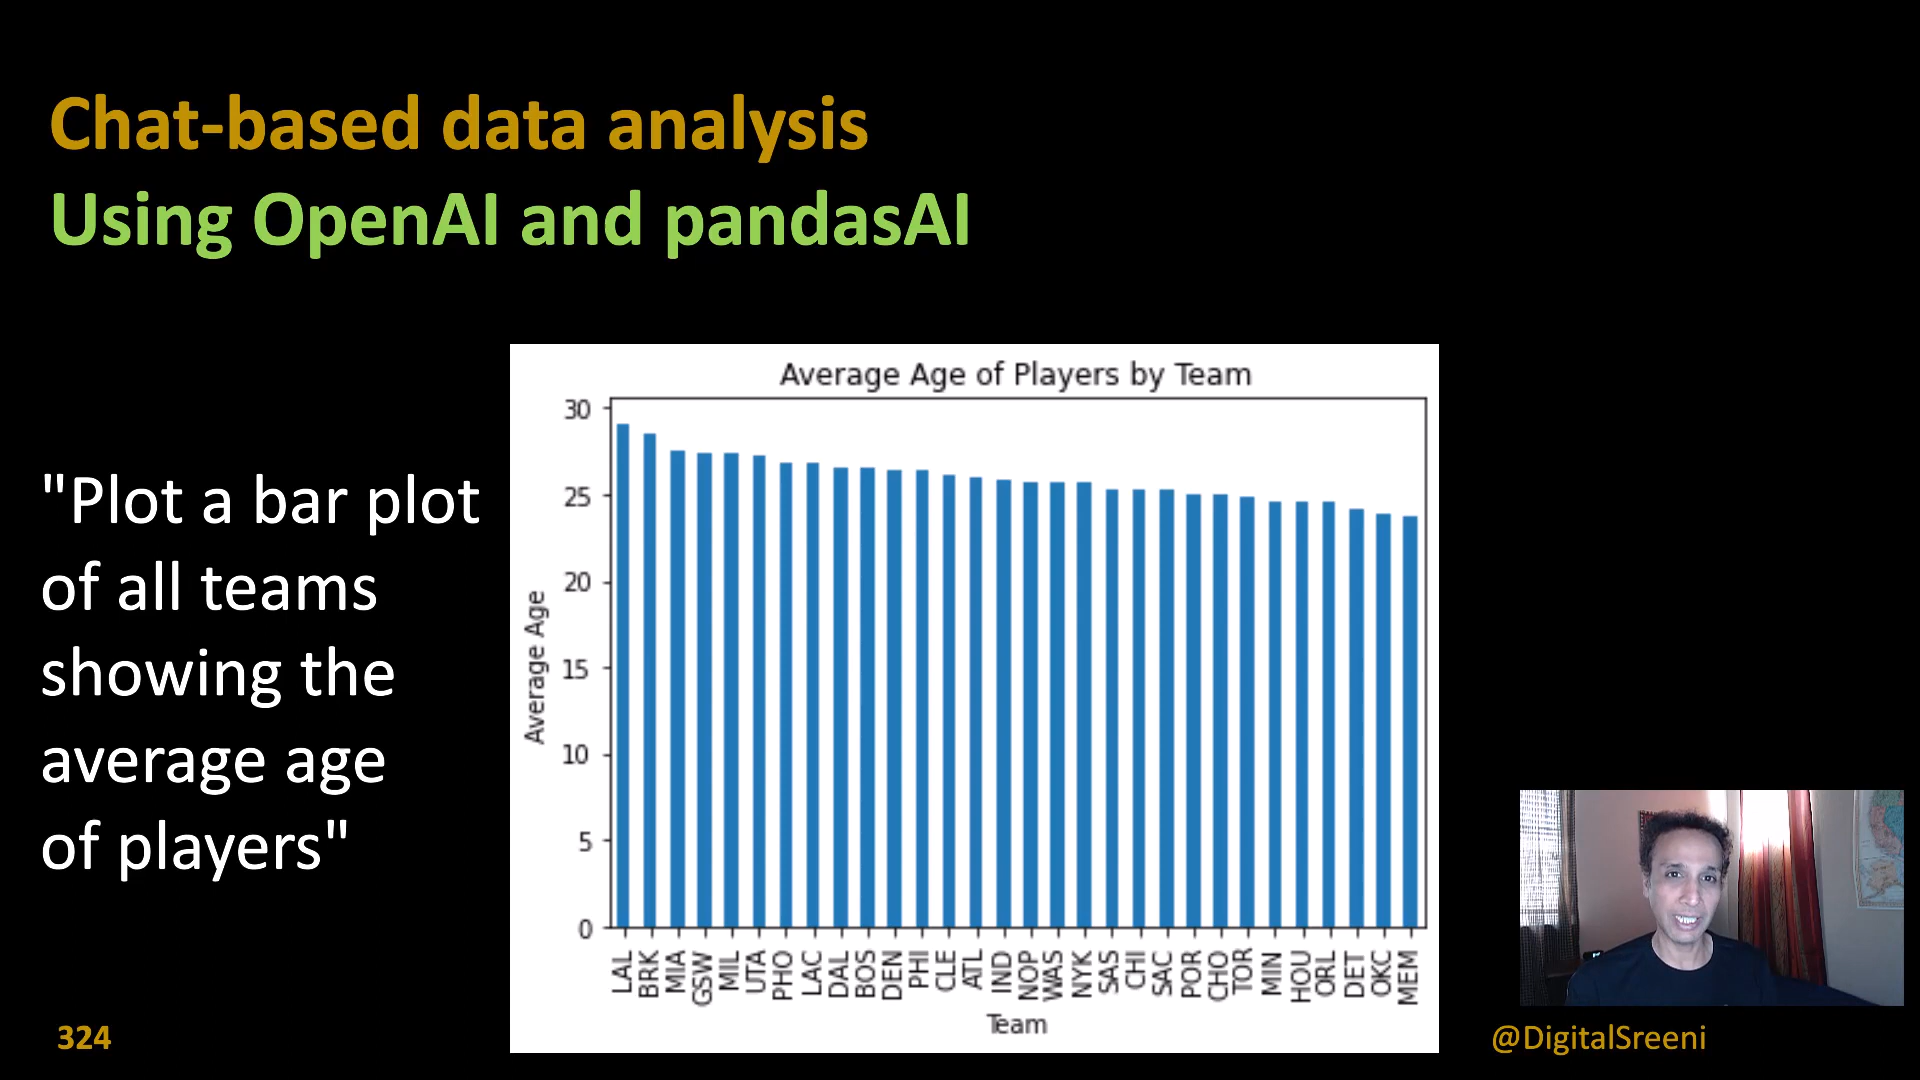 Chat-based data analysis
Using OpenAI and pandasAI
"Plot a bar plot
of all teams
showing the
average age
of players"
Average Age of Players by Team
30
25
20
15
10
5
0
Average Age
LAL BRK MIA GSW MIL UTA PHO LAC DAL BOS DEN PHI CLE ATL IND NOP WAS NYK SAS CHI SAC POR CHO TOR MIN HOU ORL DET OKC MEM
Team
324
@DigitalSreeni